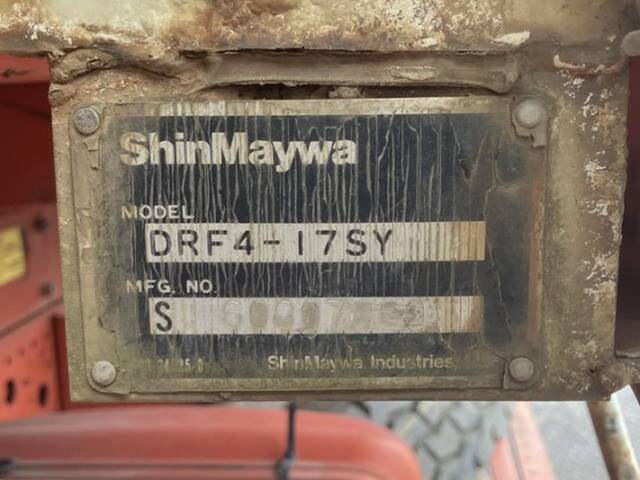 ShinMaywa
MODEL
DRF4-17SY
MFG. NO.
S
ShinMaywa Industries